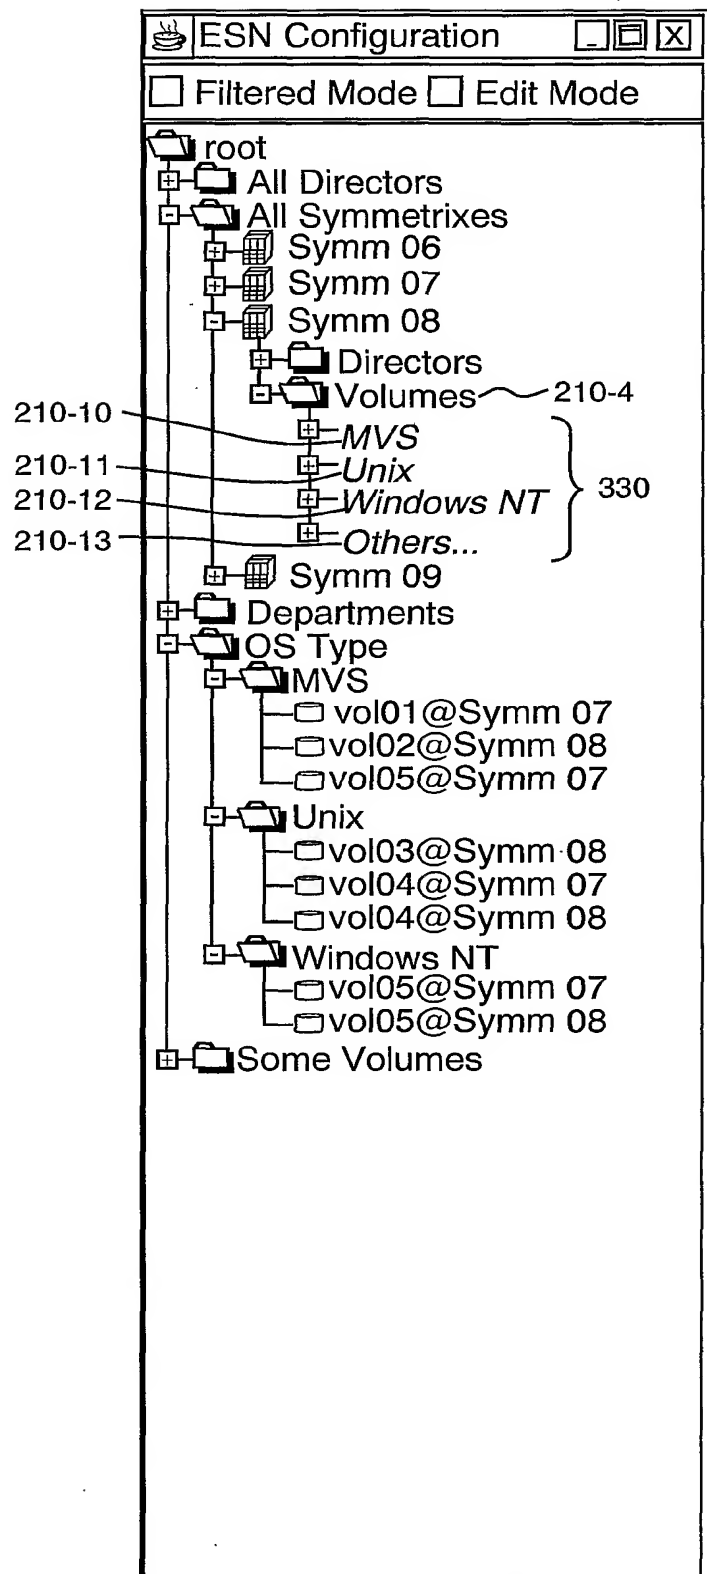 ESN Configuration
Filtered Mode Edit Mode
root
All Directors
All Symmetrixes
Symm 06
Symm 07
Symm 08
Directors
Volumes 210-4
210-10 MVS
210-11 Unix
210-12 Windows NT 330
210-13 Others...
Symm 09
Departments
OS Type
MVS
vol01@Symm 07
vol02@Symm 08
vol05@Symm 07
Unix
vol03@Symm 08
vol04@Symm 07
vol04@Symm 08
Windows NT
vol05@Symm 07
vol05@Symm 08
Some Volumes